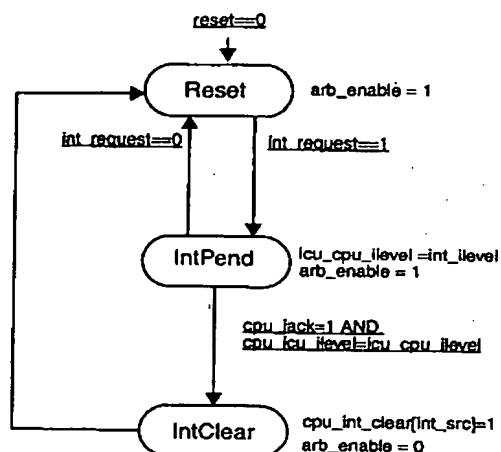 reset==0
Reset
arb_enable = 1
int_request==0
int_request==1
IntPend
icu_cpu_ilevel =int_ilevel
arb_enable = 1
cpu_iack=1 AND
cpu_icu_ilevel=icu_cpu_ilevel
IntClear
cpu_int_clear[int_src]=1
arb_enable = 0